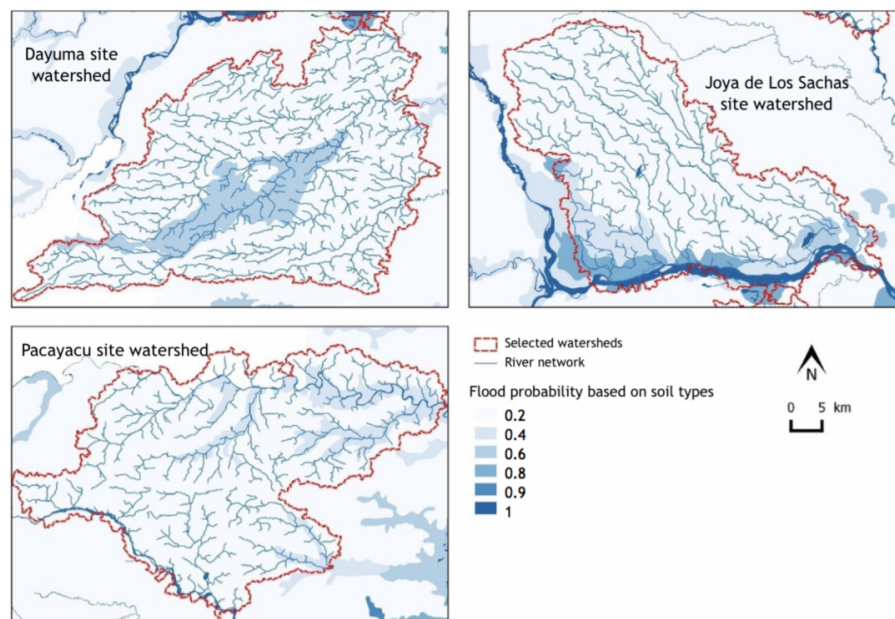 Dayuma site
watershed
Joya de Los Sachas
site watershed
Pacayacu site watershed
Selected watersheds
River network
Flood probability based on soil types
0.2
0.4
0.6
0.8
0.9
1
N
0 5 km